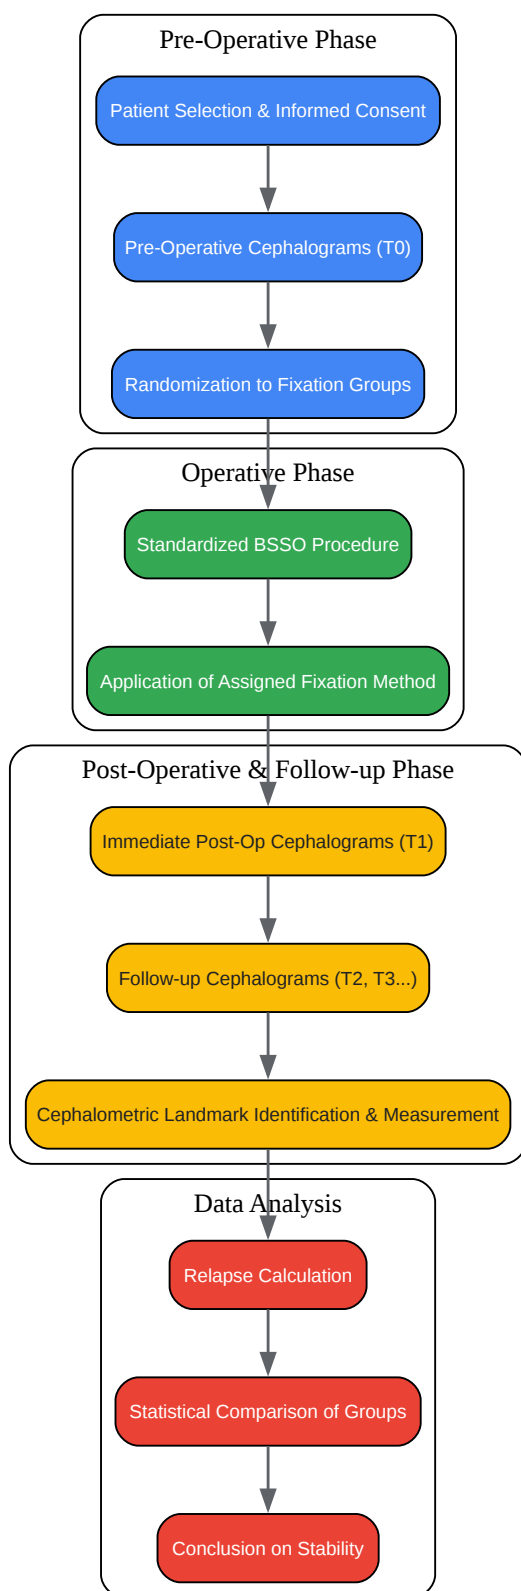 Pre-Operative Phase
Patient Selection & Informed Consent
Pre-Operative Cephalograms (T0)
Randomization to Fixation Groups
Operative Phase
Standardized BSSO Procedure
Application of Assigned Fixation Method
Post-Operative & Follow-up Phase
Immediate Post-Op Cephalograms (T1)
Follow-up Cephalograms (T2, T3...)
Cephalometric Landmark Identification & Measurement
Data Analysis
Relapse Calculation
Statistical Comparison of Groups
Conclusion on Stability